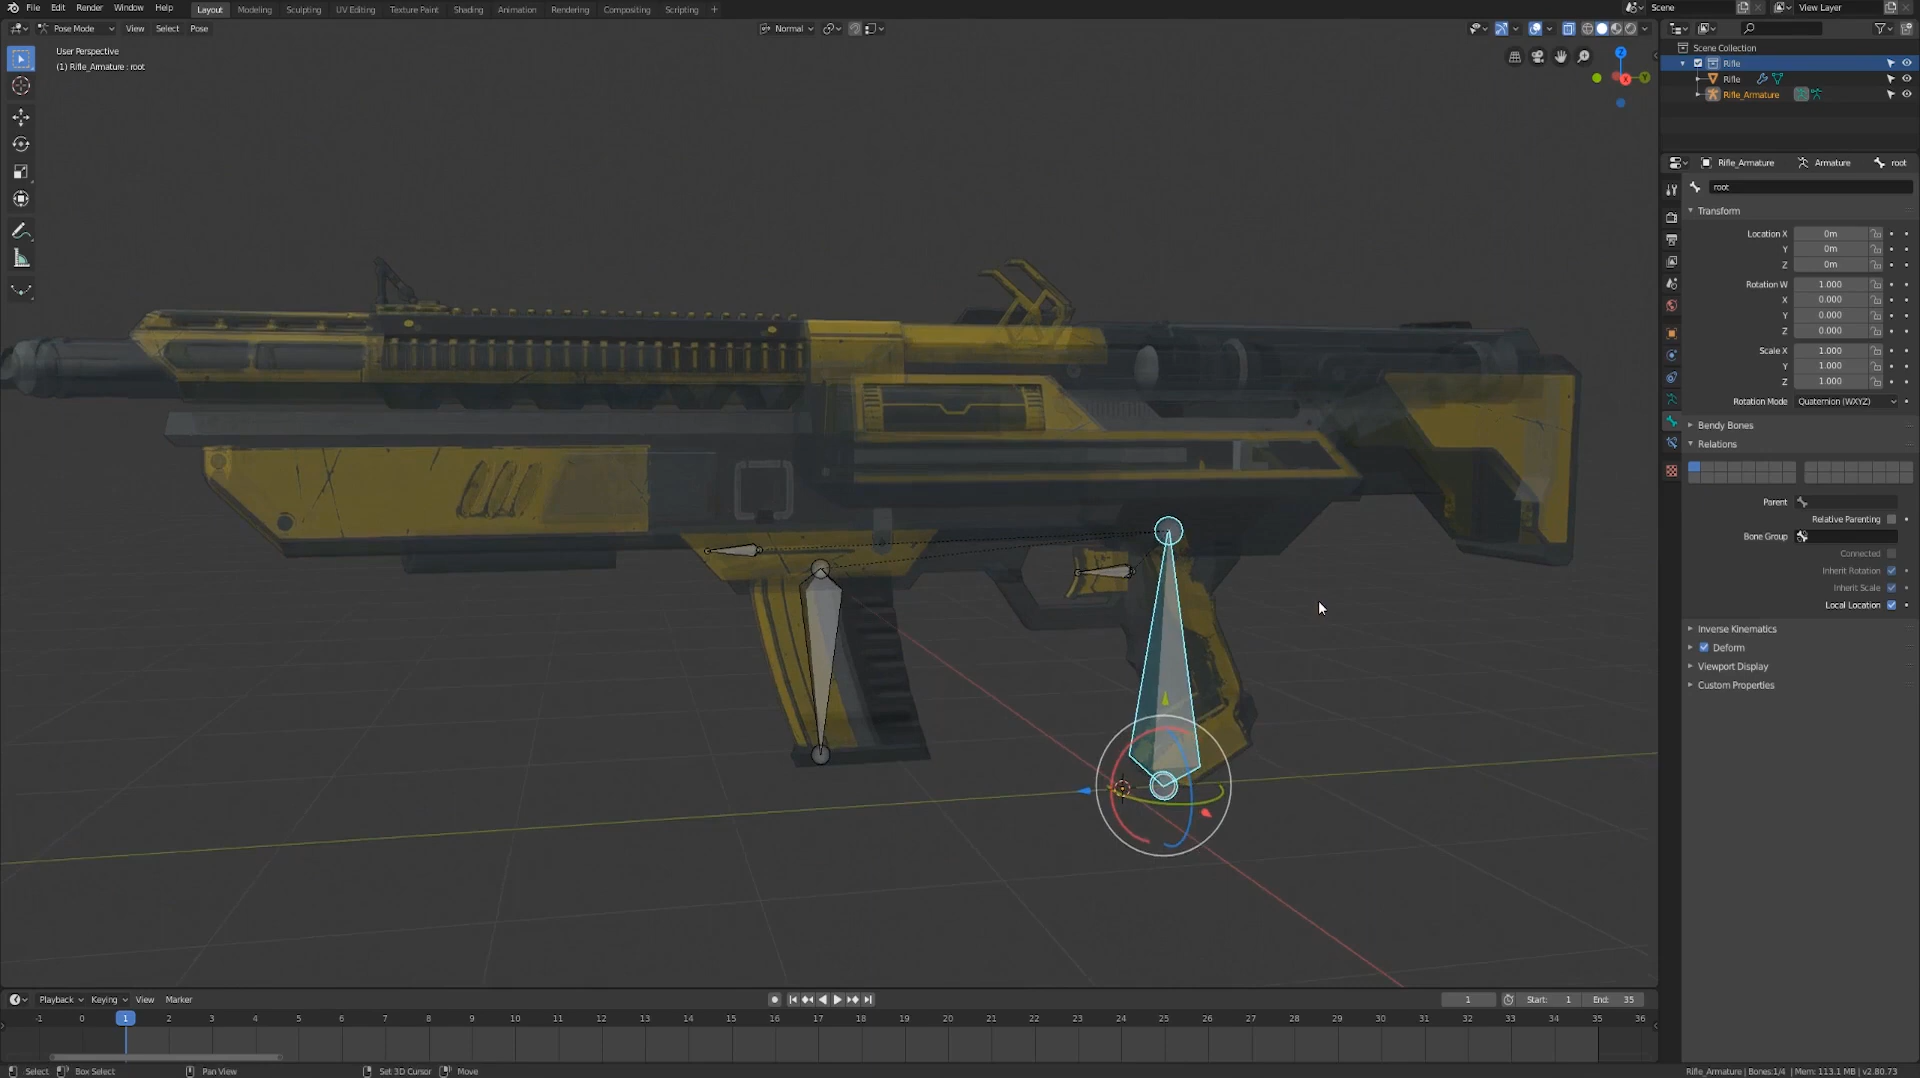 File Edit Render Window Help Layout Modeling Sculpting UV Editing Texture Paint Shading Animation Rendering Compositing Scripting + Scene View Layer
Pose Mode View Select Pose Normal
User Perspective
(1) Rifle_Armature : root
Z
Y
X
Scene Collection
Rifle
Rifle
Rifle_Armature
Rifle_Armature Armature root
root
Transform
Location X 0m
Y 0m
Z 0m
Rotation W 1.000
X 0.000
Y 0.000
Z 0.000
Scale X 1.000
Y 1.000
Z 1.000
Rotation Mode Quaternion (WXYZ)
Bendy Bones
Relations
Parent
Relative Parenting
Bone Group
Connected
Inherit Rotation
Inherit Scale
Local Location
Inverse Kinematics
Deform
Viewport Display
Custom Properties
Playback Keying View Marker 1 Start: 1 End: 35
-1 0 1 2 3 4 5 6 7 8 9 10 11 12 13 14 15 16 17 18 19 20 21 22 23 24 25 26 27 28 29 30 31 32 33 34 35 36
Select Box Select Pan View Set 3D Cursor Move Rifle_Armature | Bones:1/4 | Mem: 113.1 MB | v2.80.73